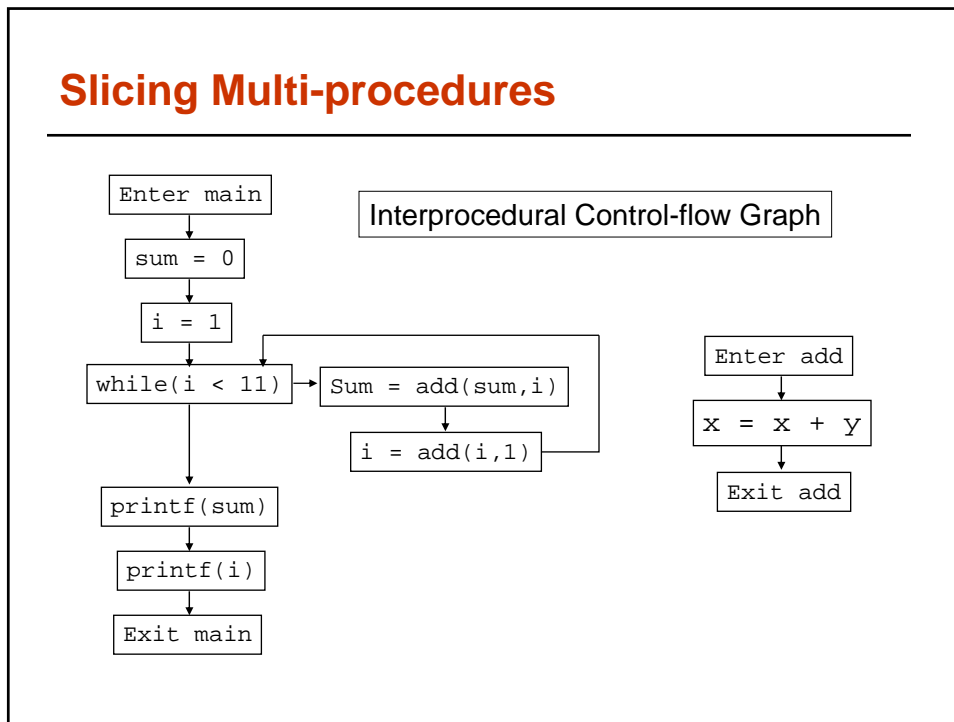 Slicing Multi-procedures
Enter main
Interprocedural Control-flow Graph
sum = 0
i = 1
while(i < 11)
Sum = add(sum,i)
i = add(i,1)
printf(sum)
printf(i)
Exit main
Enter add
x = x + y
Exit add